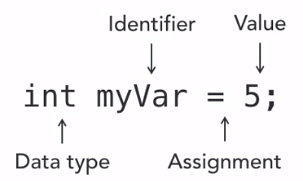 Identifier Value
int myVar = 5;
Data type Assignment